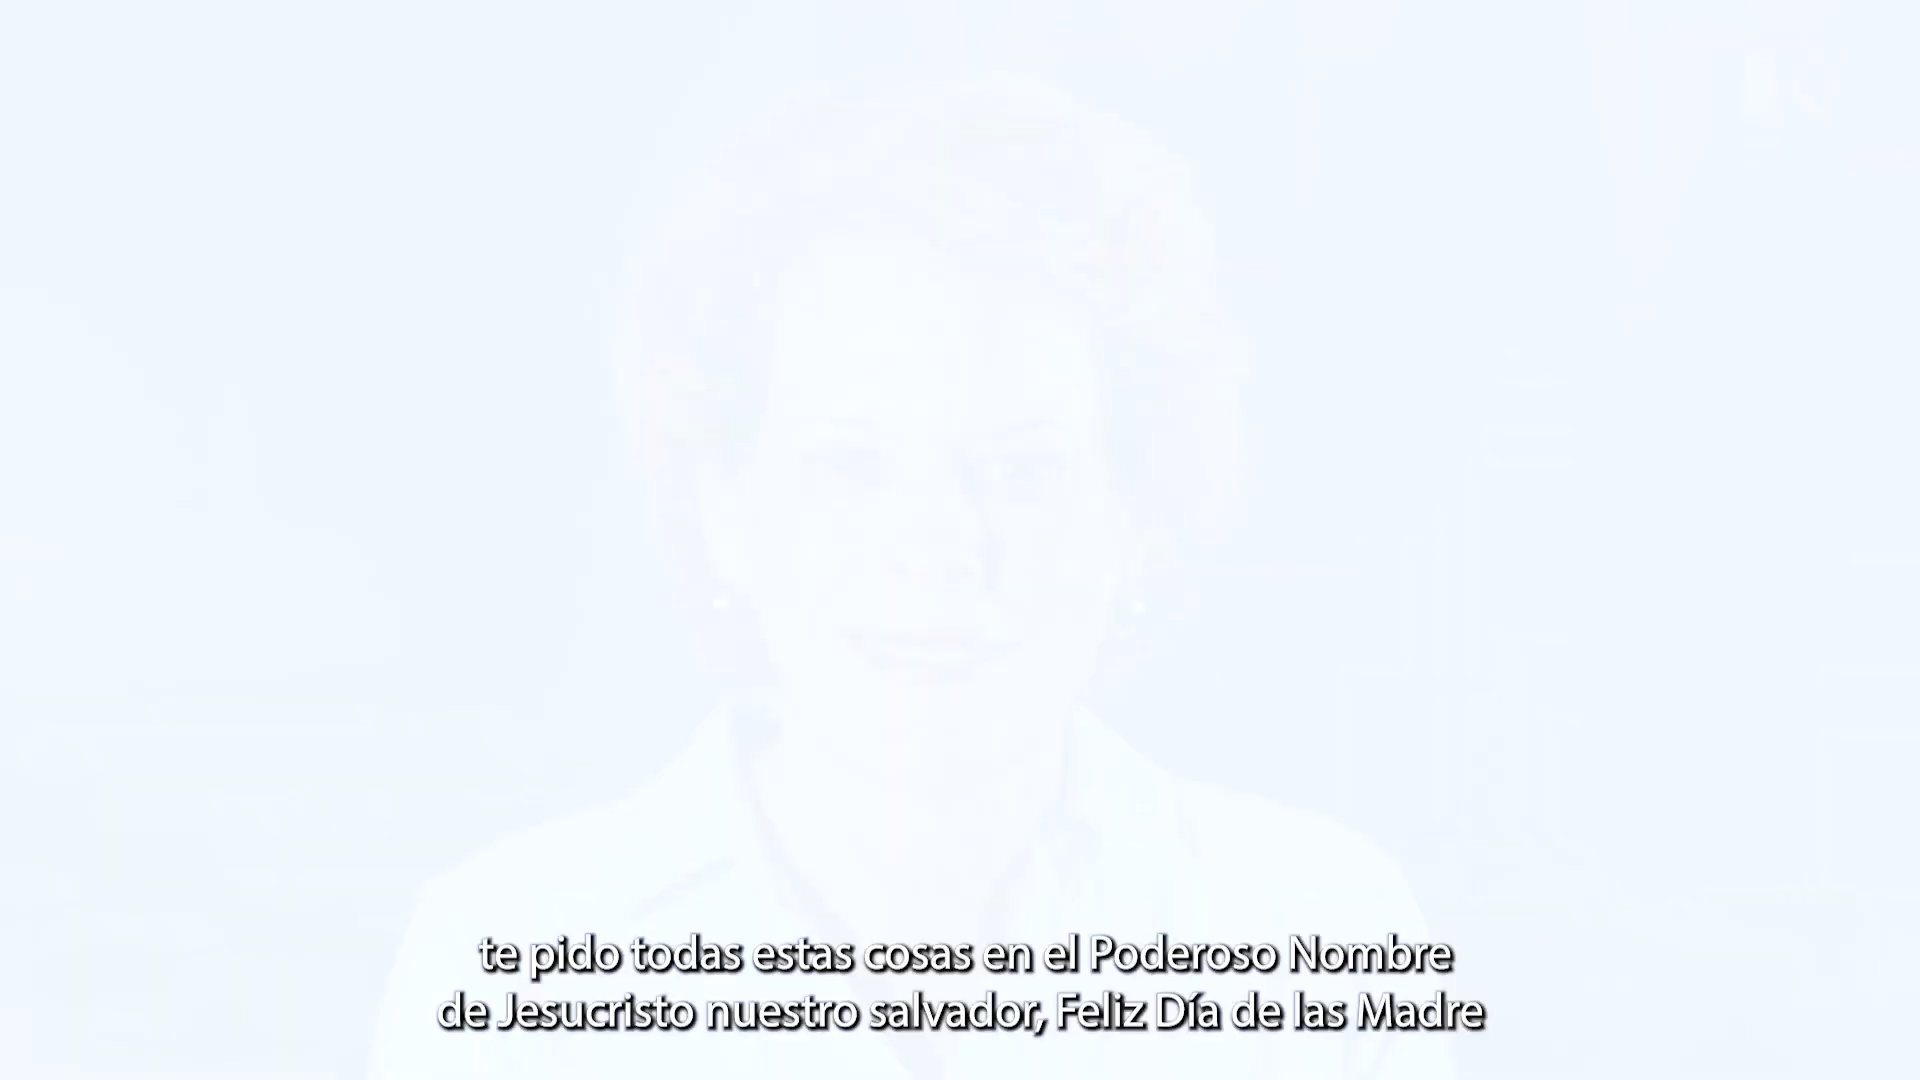 te pido todas estas cosas en el Poderoso Nombre
de Jesucristo nuestro salvador, Feliz Día de las Madre